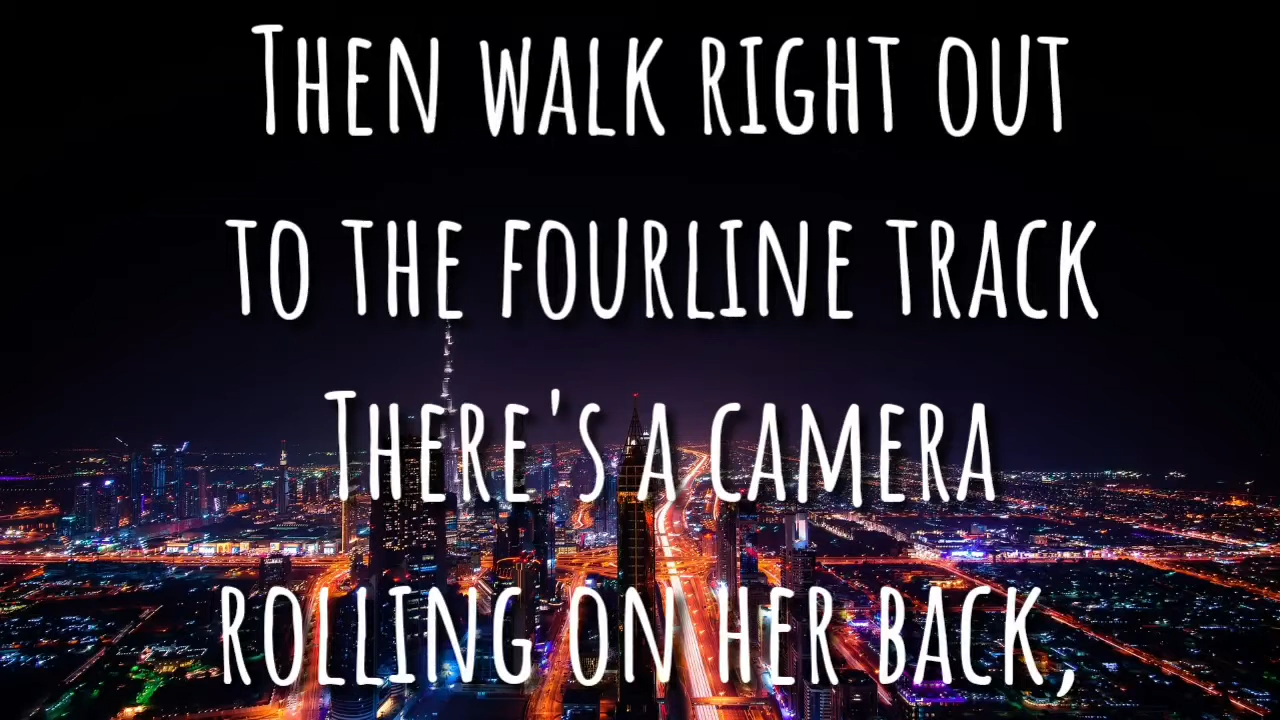 Then walk right out
to the fourline track
There's a camera
rolling on her back,